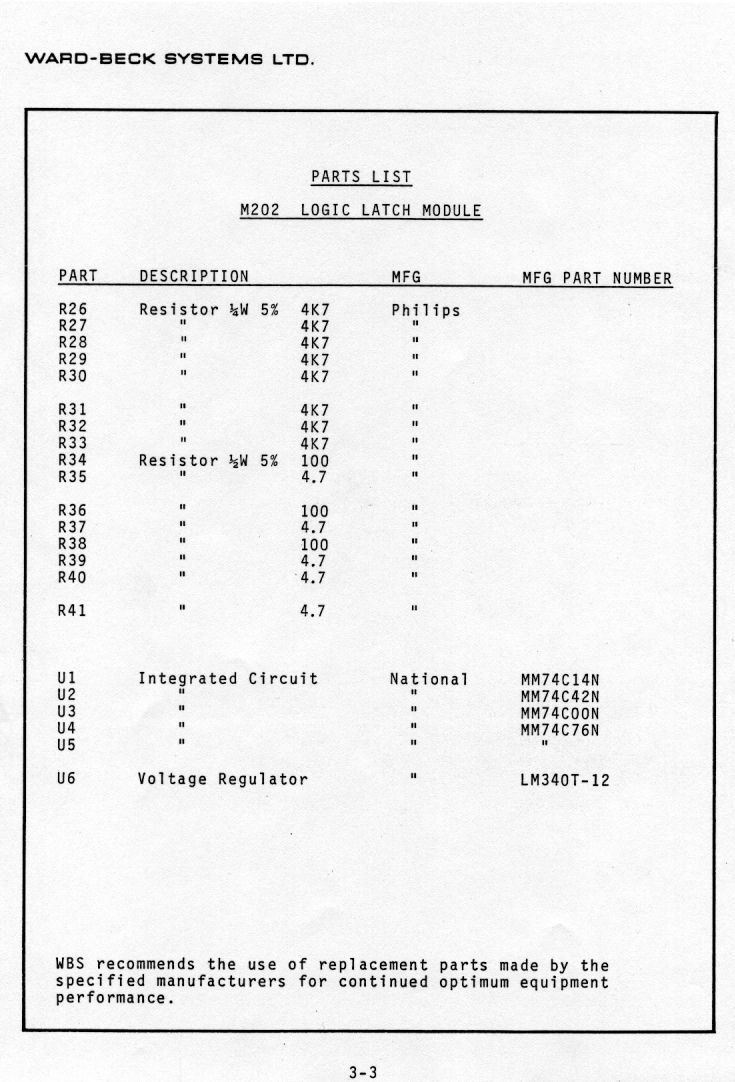 WARD-BECK SYSTEMS LTD.
PARTS LIST
M202 LOGIC LATCH MODULE
PART DESCRIPTION MFG MFG PART NUMBER
R26 Resistor ¼W 5% 4K7 Philips
R27 " 4K7 "
R28 " 4K7 "
R29 " 4K7 "
R30 " 4K7 "
R31 " 4K7 "
R32 " 4K7 "
R33 " 4K7 "
R34 Resistor ½W 5% 100 "
R35 " 4.7 "
R36 " 100 "
R37 " 4.7 "
R38 " 100 "
R39 " 4.7 "
R40 " 4.7 "
R41 " 4.7 "
U1 Integrated Circuit National MM74C14N
U2 " " MM74C42N
U3 " " MM74C00N
U4 " " MM74C76N
U5 " " "
U6 Voltage Regulator " LM340T-12
WBS recommends the use of replacement parts made by the
specified manufacturers for continued optimum equipment
performance.
3-3